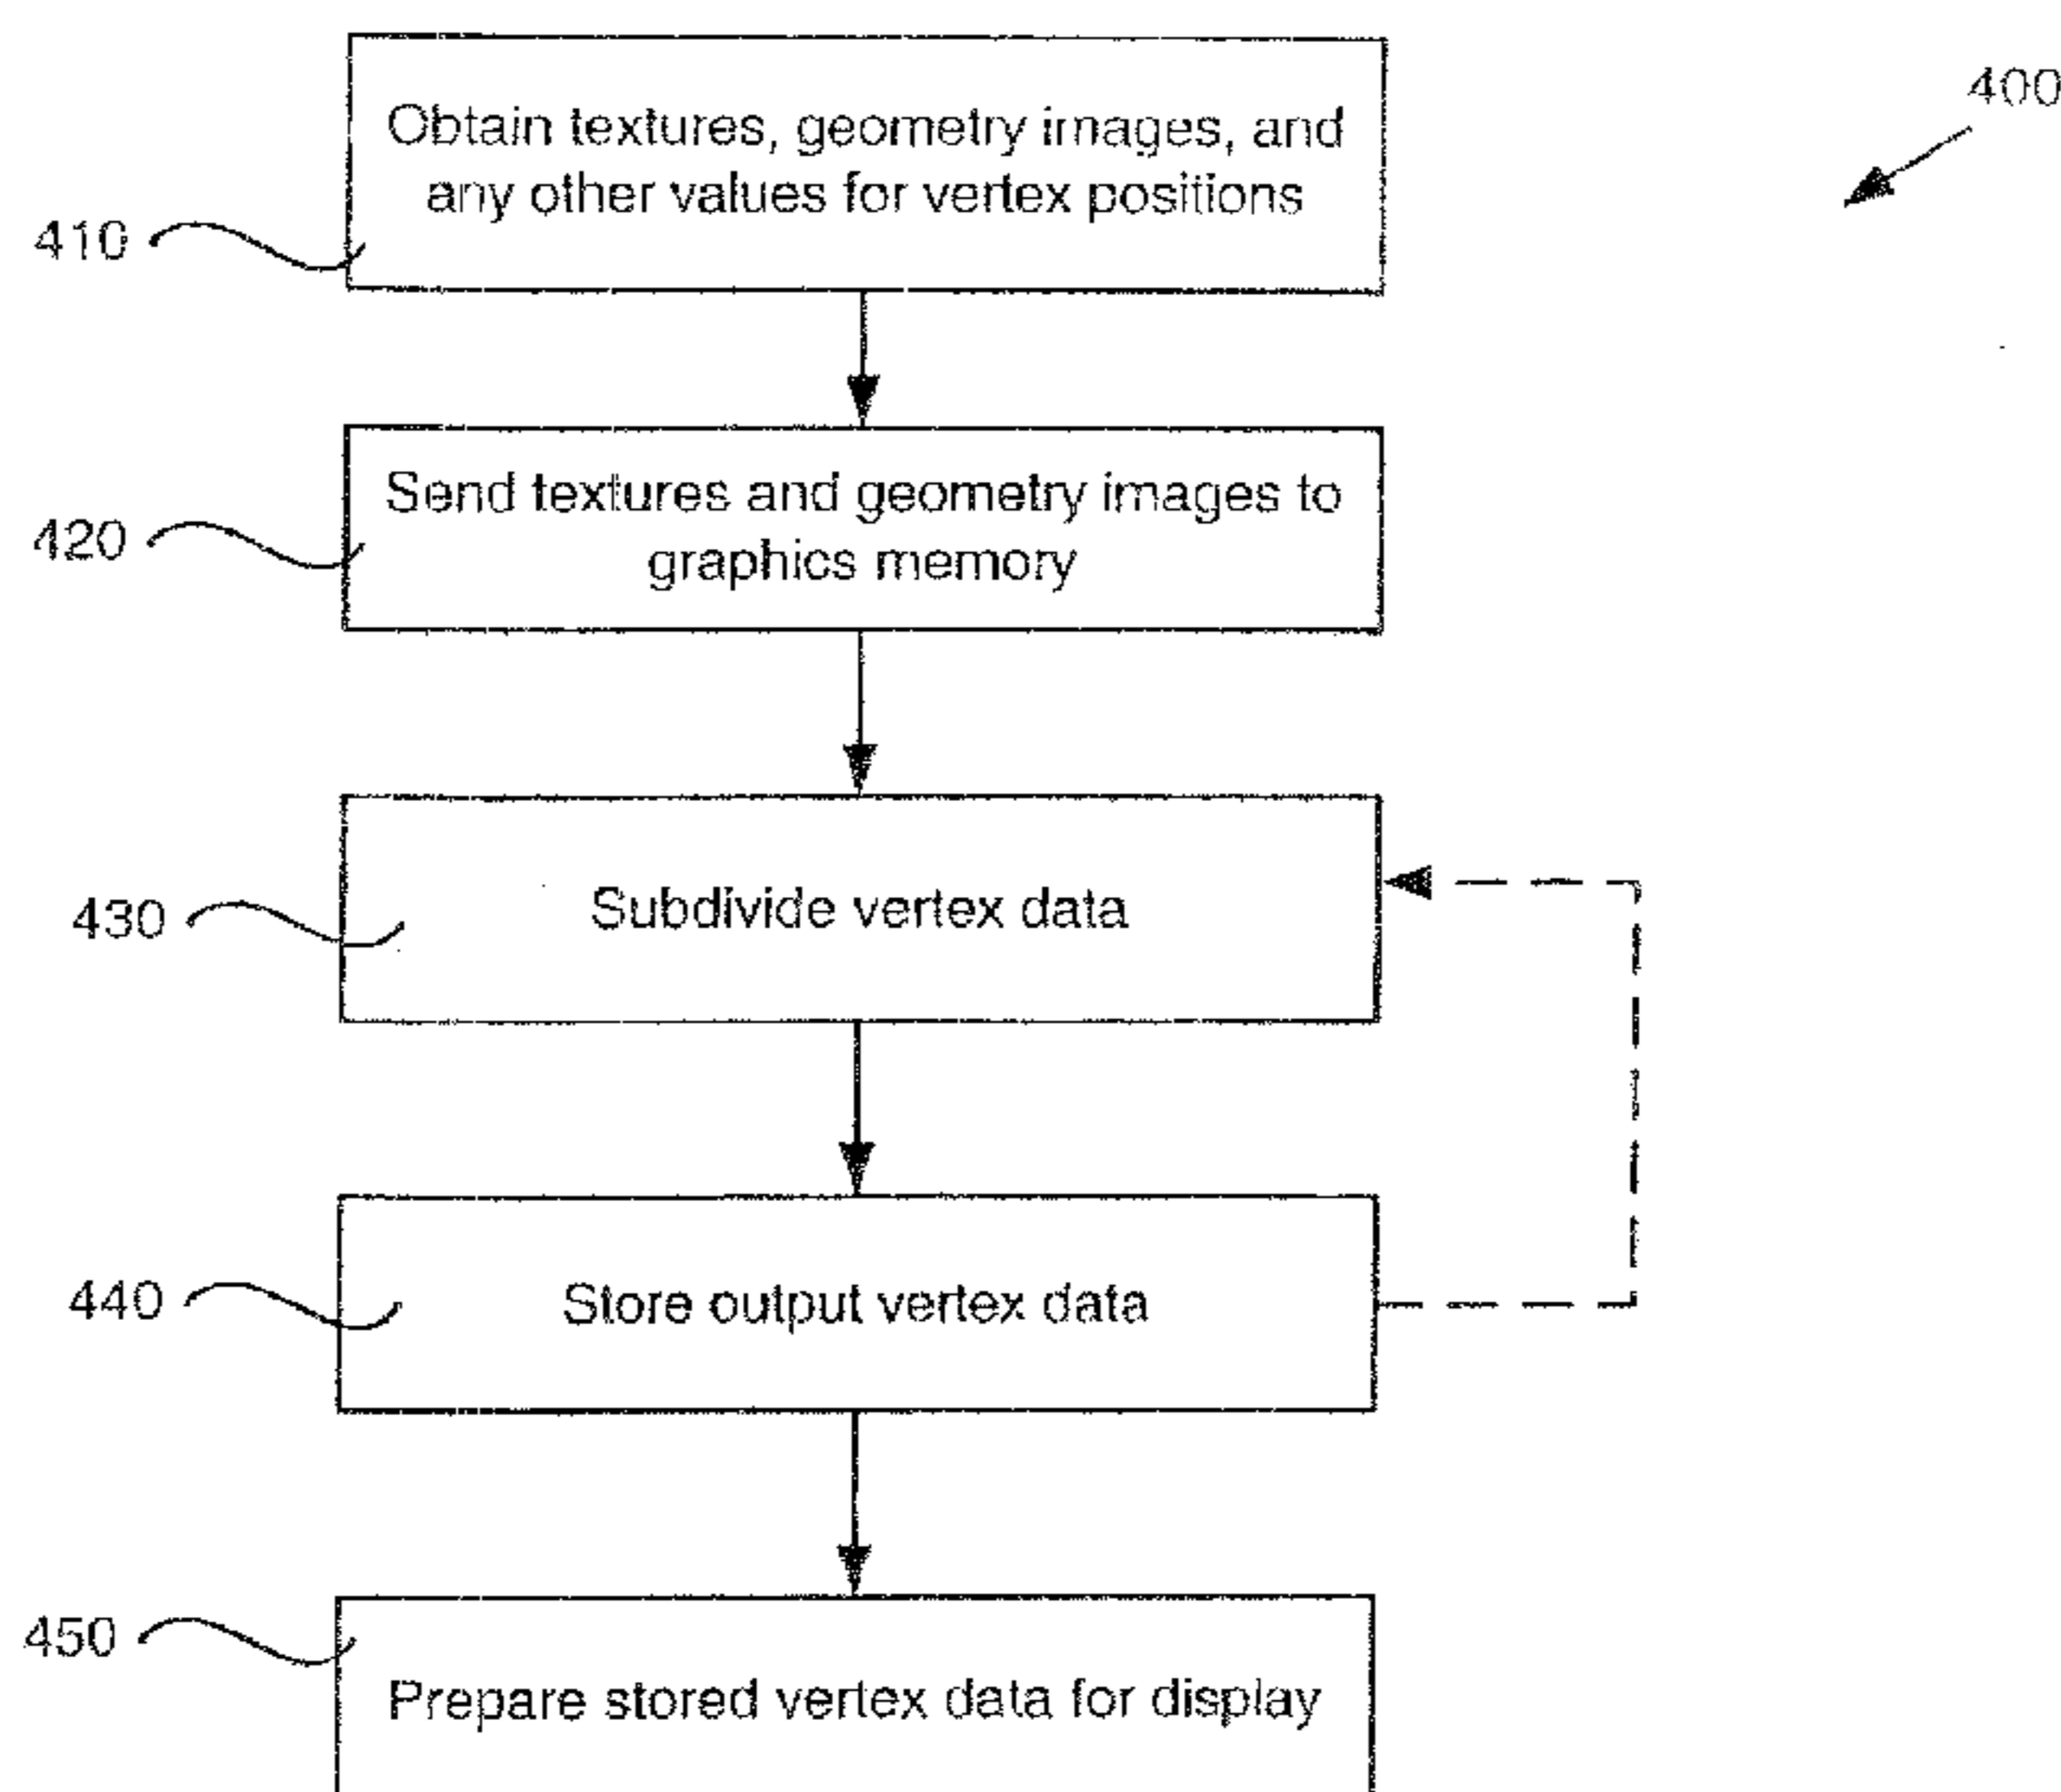 400
Obtain textures, geometry images, and
any other values for vertex positions
410
Send textures and geometry images to
graphics memory
420
Subdivide vertex data
430
Store output vertex data
440
450
Prepare stored vertex data for display